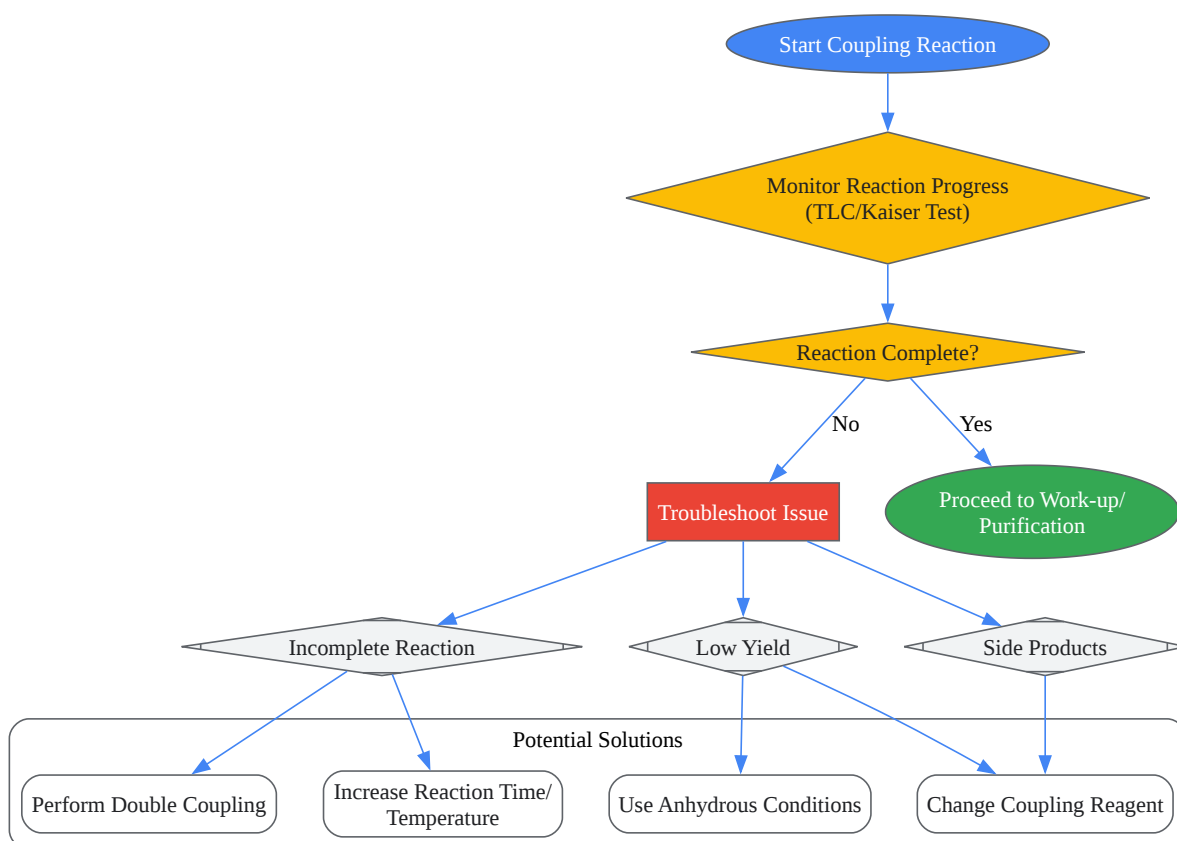 Start Coupling Reaction
Monitor Reaction Progress
(TLC/Kaiser Test)
Reaction Complete?
No
Yes
Troubleshoot Issue
Proceed to Work-up/
Purification
Incomplete Reaction
Low Yield
Side Products
Potential Solutions
Perform Double Coupling
Increase Reaction Time/
Temperature
Use Anhydrous Conditions
Change Coupling Reagent